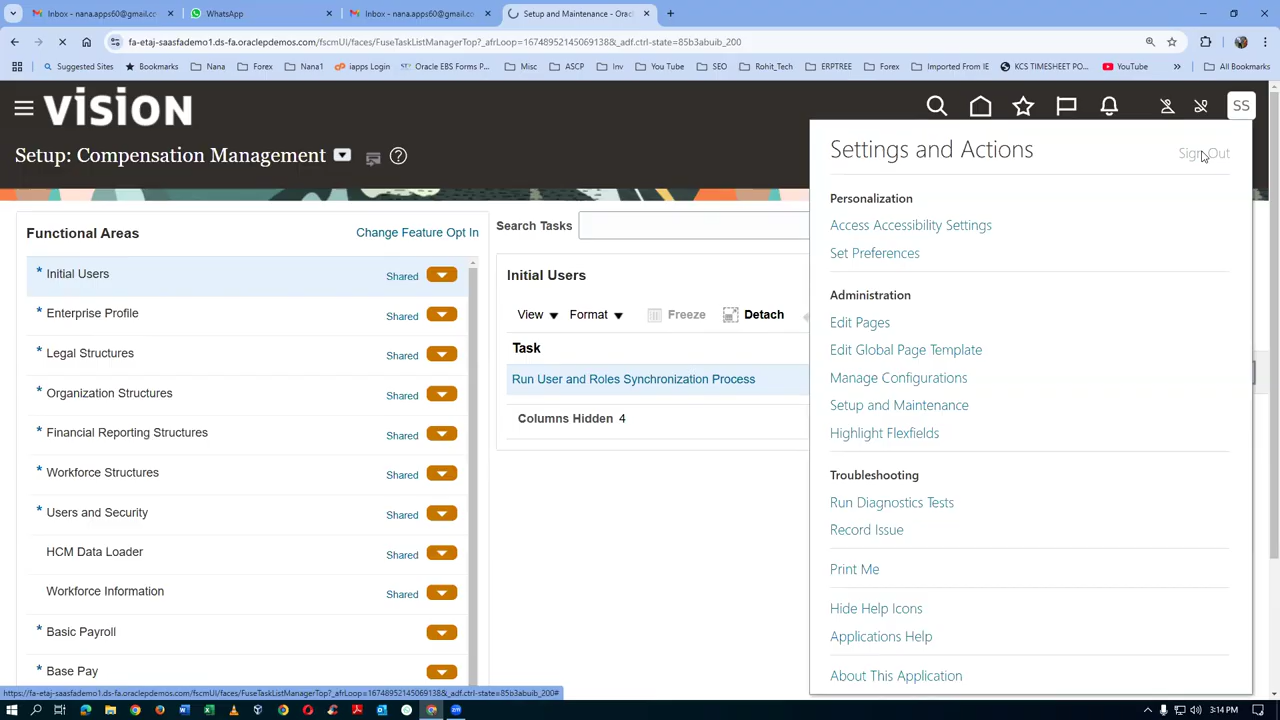 Inbox - nana.apps60@gmail.co
WhatsApp
Inbox - nana.apps60@gmail.co
Setup and Maintenance - Orac
fa-etaj-saasfademo1.ds-fa.oraclepdemos.com/fscmUI/faces/FuseTaskListManagerTop?_afrLoop=16748952145069138&_adf.ctrl-state=85b3abuib_200
Suggested Sites
Bookmarks
Nana
Forex
Nana1
iapps Login
Oracle EBS Forms P...
Misc
ASCP
Inv
You Tube
SEO
Rohit_Tech
ERPTREE
Forex
Imported From IE
KCS TIMESHEET PO...
YouTube
All Bookmarks
VISION
SS
Setup: Compensation Management
Settings and Actions
Sign Out
Personalization
Access Accessibility Settings
Set Preferences
Administration
Edit Pages
Edit Global Page Template
Manage Configurations
Setup and Maintenance
Highlight Flexfields
Troubleshooting
Run Diagnostics Tests
Record Issue
Print Me
Hide Help Icons
Applications Help
About This Application
Functional Areas
Change Feature Opt In
* Initial Users Shared
* Enterprise Profile Shared
* Legal Structures Shared
* Organization Structures Shared
* Financial Reporting Structures Shared
* Workforce Structures Shared
* Users and Security Shared
HCM Data Loader Shared
Workforce Information Shared
* Basic Payroll
* Base Pay
Search Tasks
Initial Users
View Format Freeze Detach
Task
Run User and Roles Synchronization Process
Columns Hidden 4
https://fa-etaj-saasfademo1.ds-fa.oraclepdemos.com/fscmUI/faces/FuseTaskListManagerTop?_afrLoop=16748952145069138&_adf.ctrl-state=85b3abuib_200#
3:14 PM